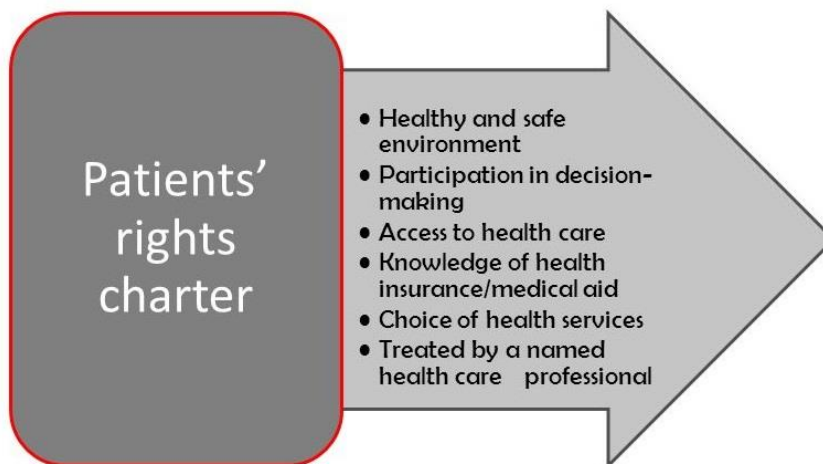 Patients’
rights
charter
• Healthy and safe
environment
• Participation in decision-
making
• Access to health care
• Knowledge of health
insurance/medical aid
• Choice of health services
• Treated by a named
health care professional